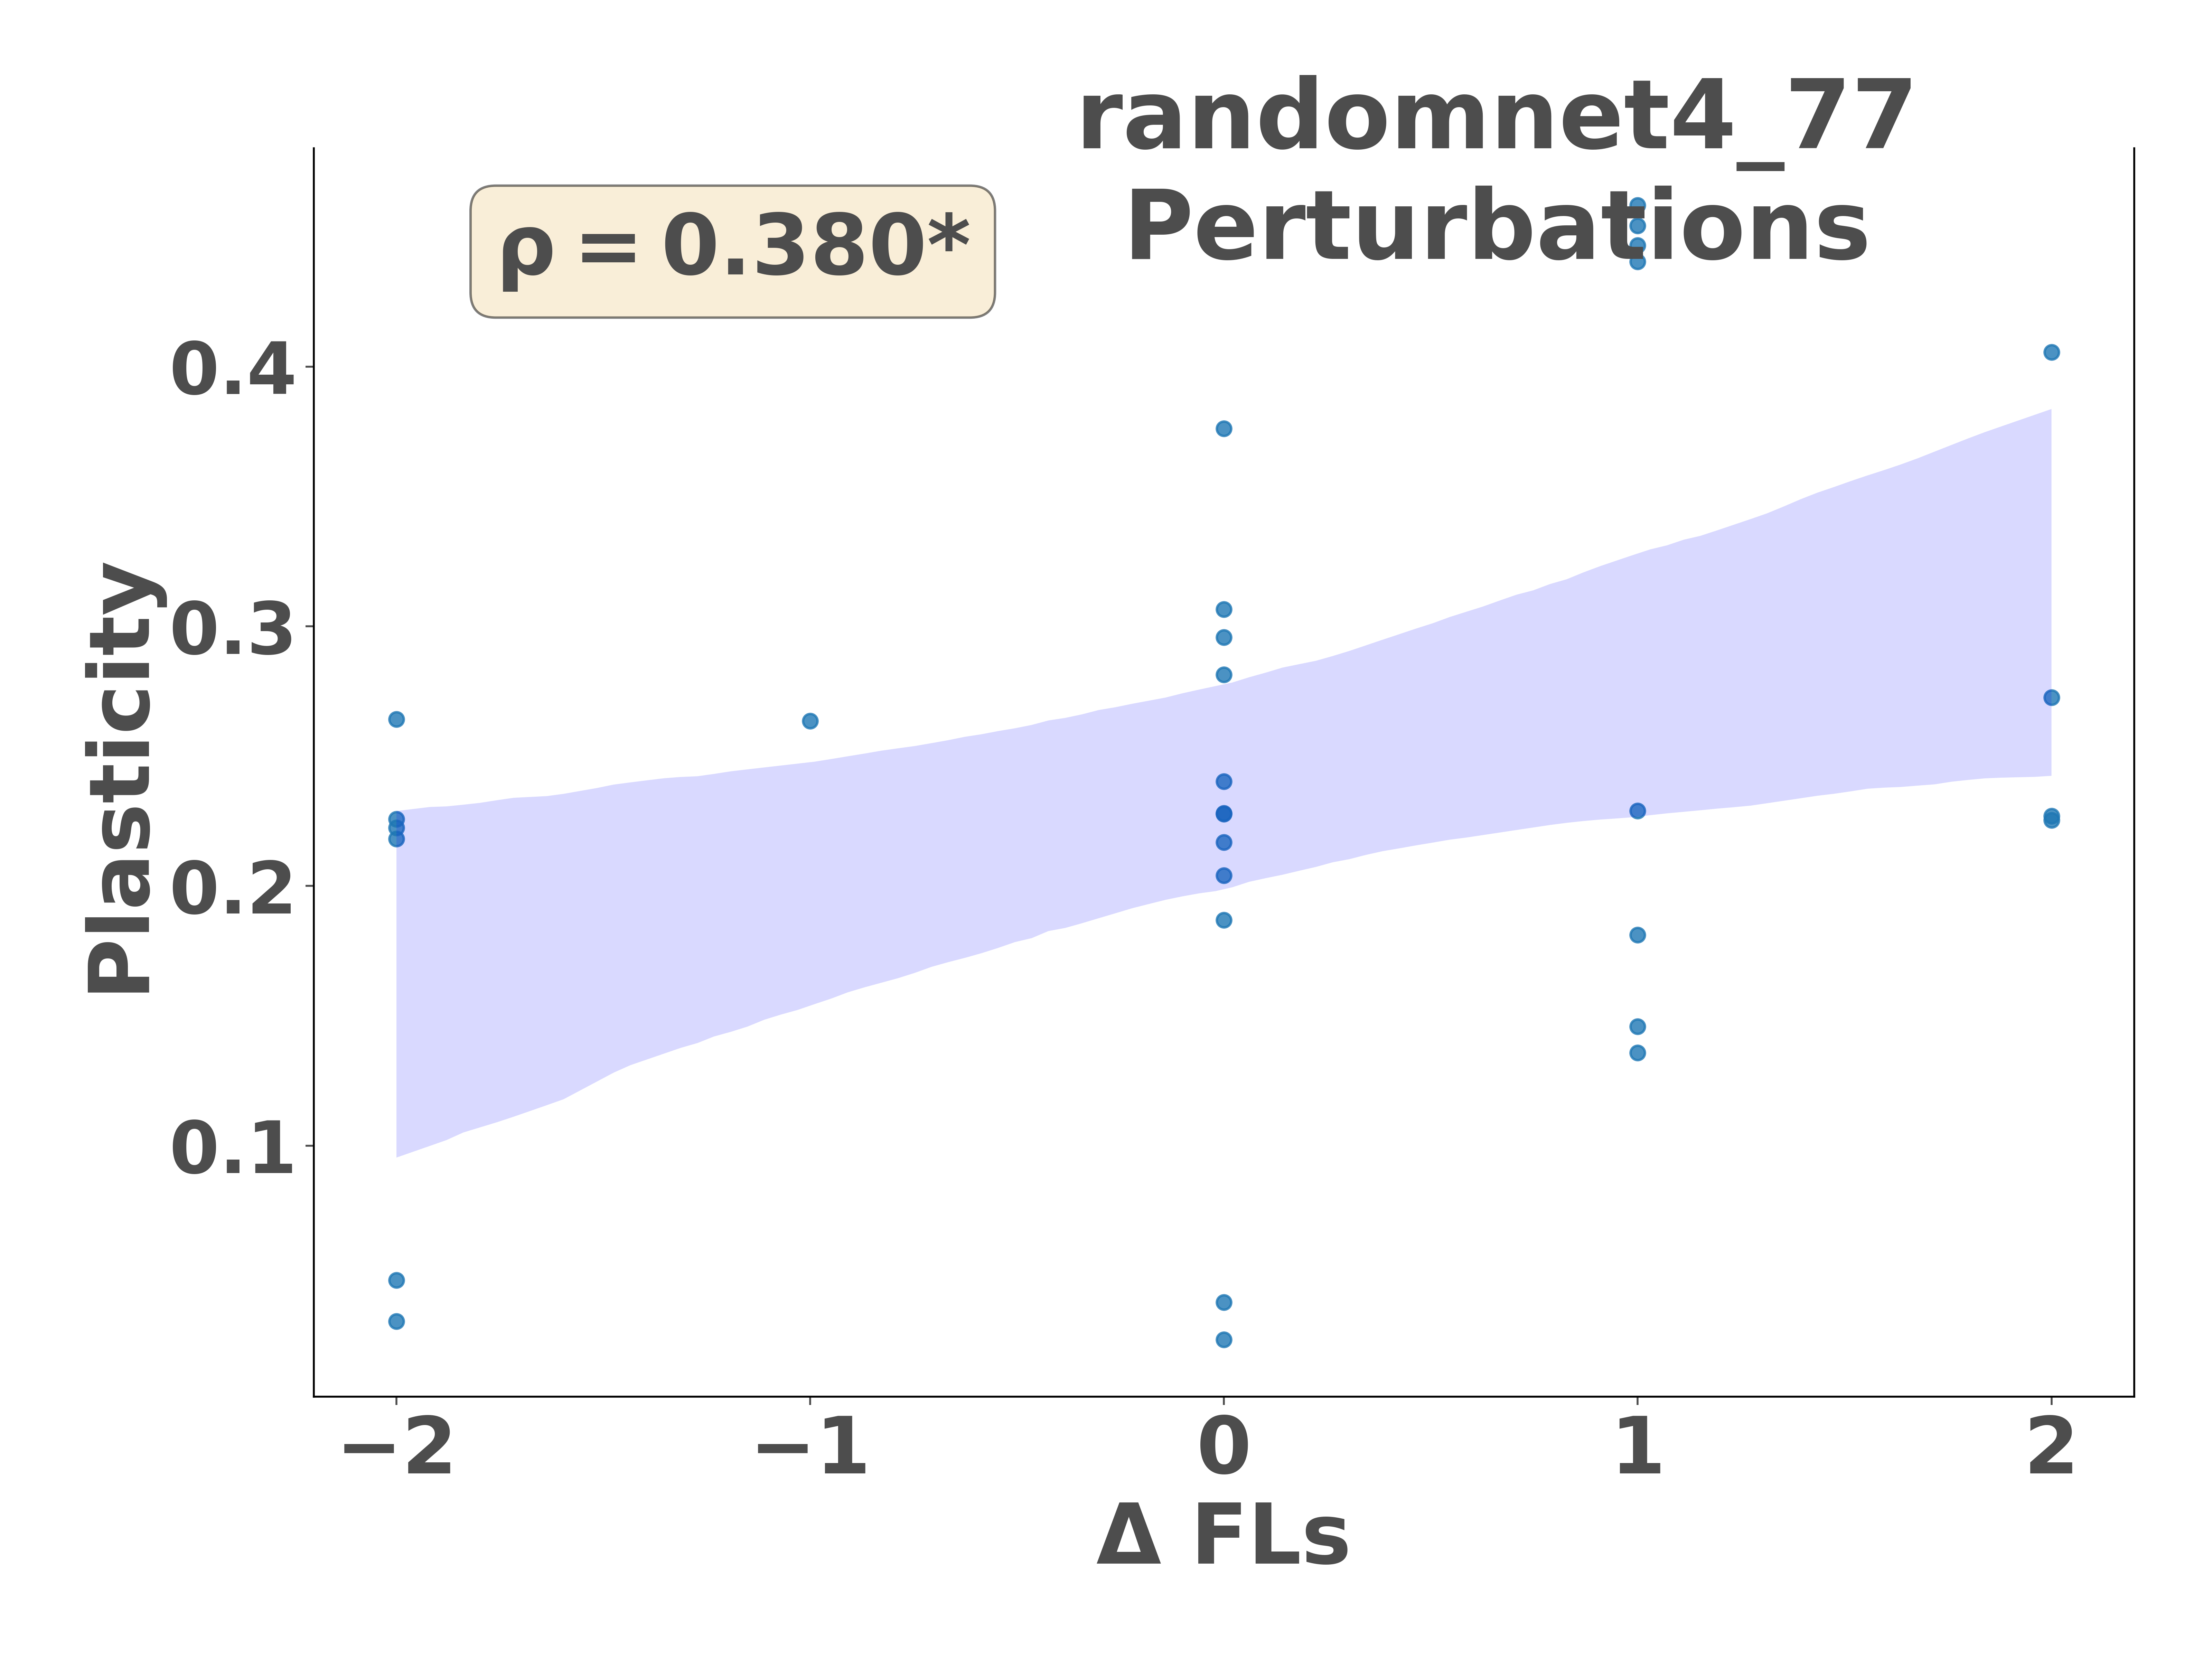 randomnet4_77
Perturbations
ρ = 0.380*
Plasticity
0.4
0.3
0.2
0.1
−2 −1 0 1 2
Δ FLs